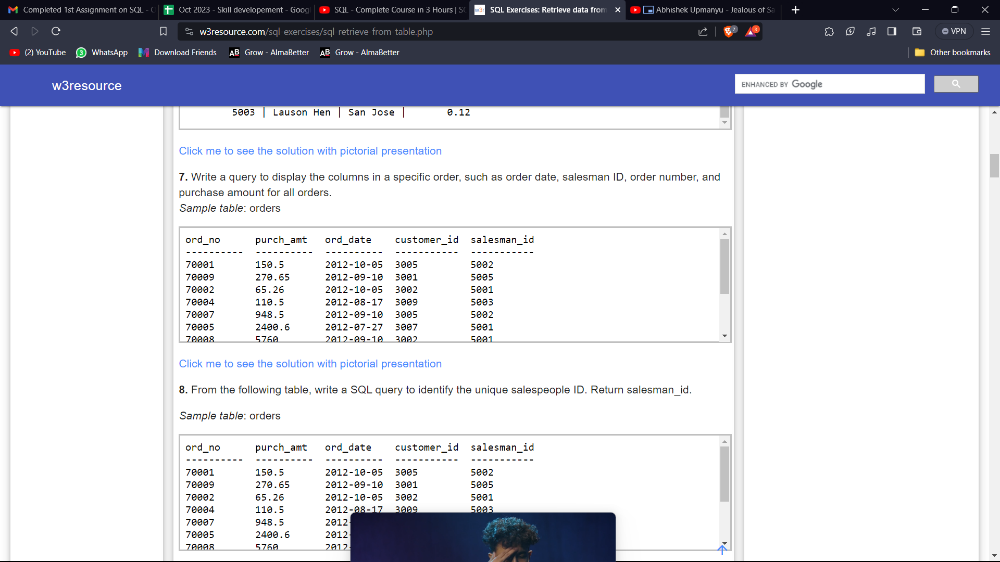 Completed 1st Assignment on SQL -
Oct 2023 - Skill developement - Goog
SQL - Complete Course in 3 Hours | S
w3r SQL Exercises: Retrieve data from
Abhishek Upmanyu - Jealous of Sa
w3resource.com/sql-exercises/sql-retrieve-from-table.php
7
3
VPN
(2) YouTube
3 WhatsApp
Download Friends
AB Grow - AlmaBetter
AB Grow - AlmaBetter
Other bookmarks
w3resource
ENHANCED BY Google
5003 | Lauson Hen | San Jose | 0.12
Click me to see the solution with pictorial presentation
7. Write a query to display the columns in a specific order, such as order date, salesman ID, order number, and
purchase amount for all orders.
Sample table: orders
ord_no purch_amt ord_date customer_id salesman_id
---------- ---------- ---------- ----------- -----------
70001 150.5 2012-10-05 3005 5002
70009 270.65 2012-09-10 3001 5005
70002 65.26 2012-10-05 3002 5001
70004 110.5 2012-08-17 3009 5003
70007 948.5 2012-09-10 3005 5002
70005 2400.6 2012-07-27 3007 5001
70008 5760 2012-09-10 3002 5001
Click me to see the solution with pictorial presentation
8. From the following table, write a SQL query to identify the unique salespeople ID. Return salesman_id.
Sample table: orders
ord_no purch_amt ord_date customer_id salesman_id
---------- ---------- ---------- ----------- -----------
70001 150.5 2012-10-05 3005 5002
70009 270.65 2012-09-10 3001 5005
70002 65.26 2012-10-05 3002 5001
70004 110.5 2012-08-17 3009 5003
70007 948.5 2012-
70005 2400.6 2012-
70008 5760 2012-